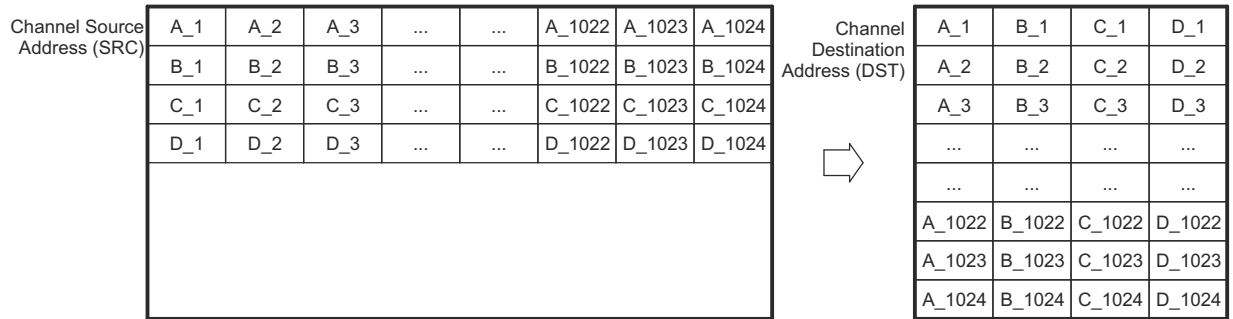 Channel Source
Address (SRC)
A_1 A_2 A_3 ... ... A_1022 A_1023 A_1024
B_1 B_2 B_3 ... ... B_1022 B_1023 B_1024
C_1 C_2 C_3 ... ... C_1022 C_1023 C_1024
D_1 D_2 D_3 ... ... D_1022 D_1023 D_1024
Channel
Destination
Address (DST)
A_1 B_1 C_1 D_1
A_2 B_2 C_2 D_2
A_3 B_3 C_3 D_3
... ... ... ...
... ... ... ...
A_1022 B_1022 C_1022 D_1022
A_1023 B_1023 C_1023 D_1023
A_1024 B_1024 C_1024 D_1024